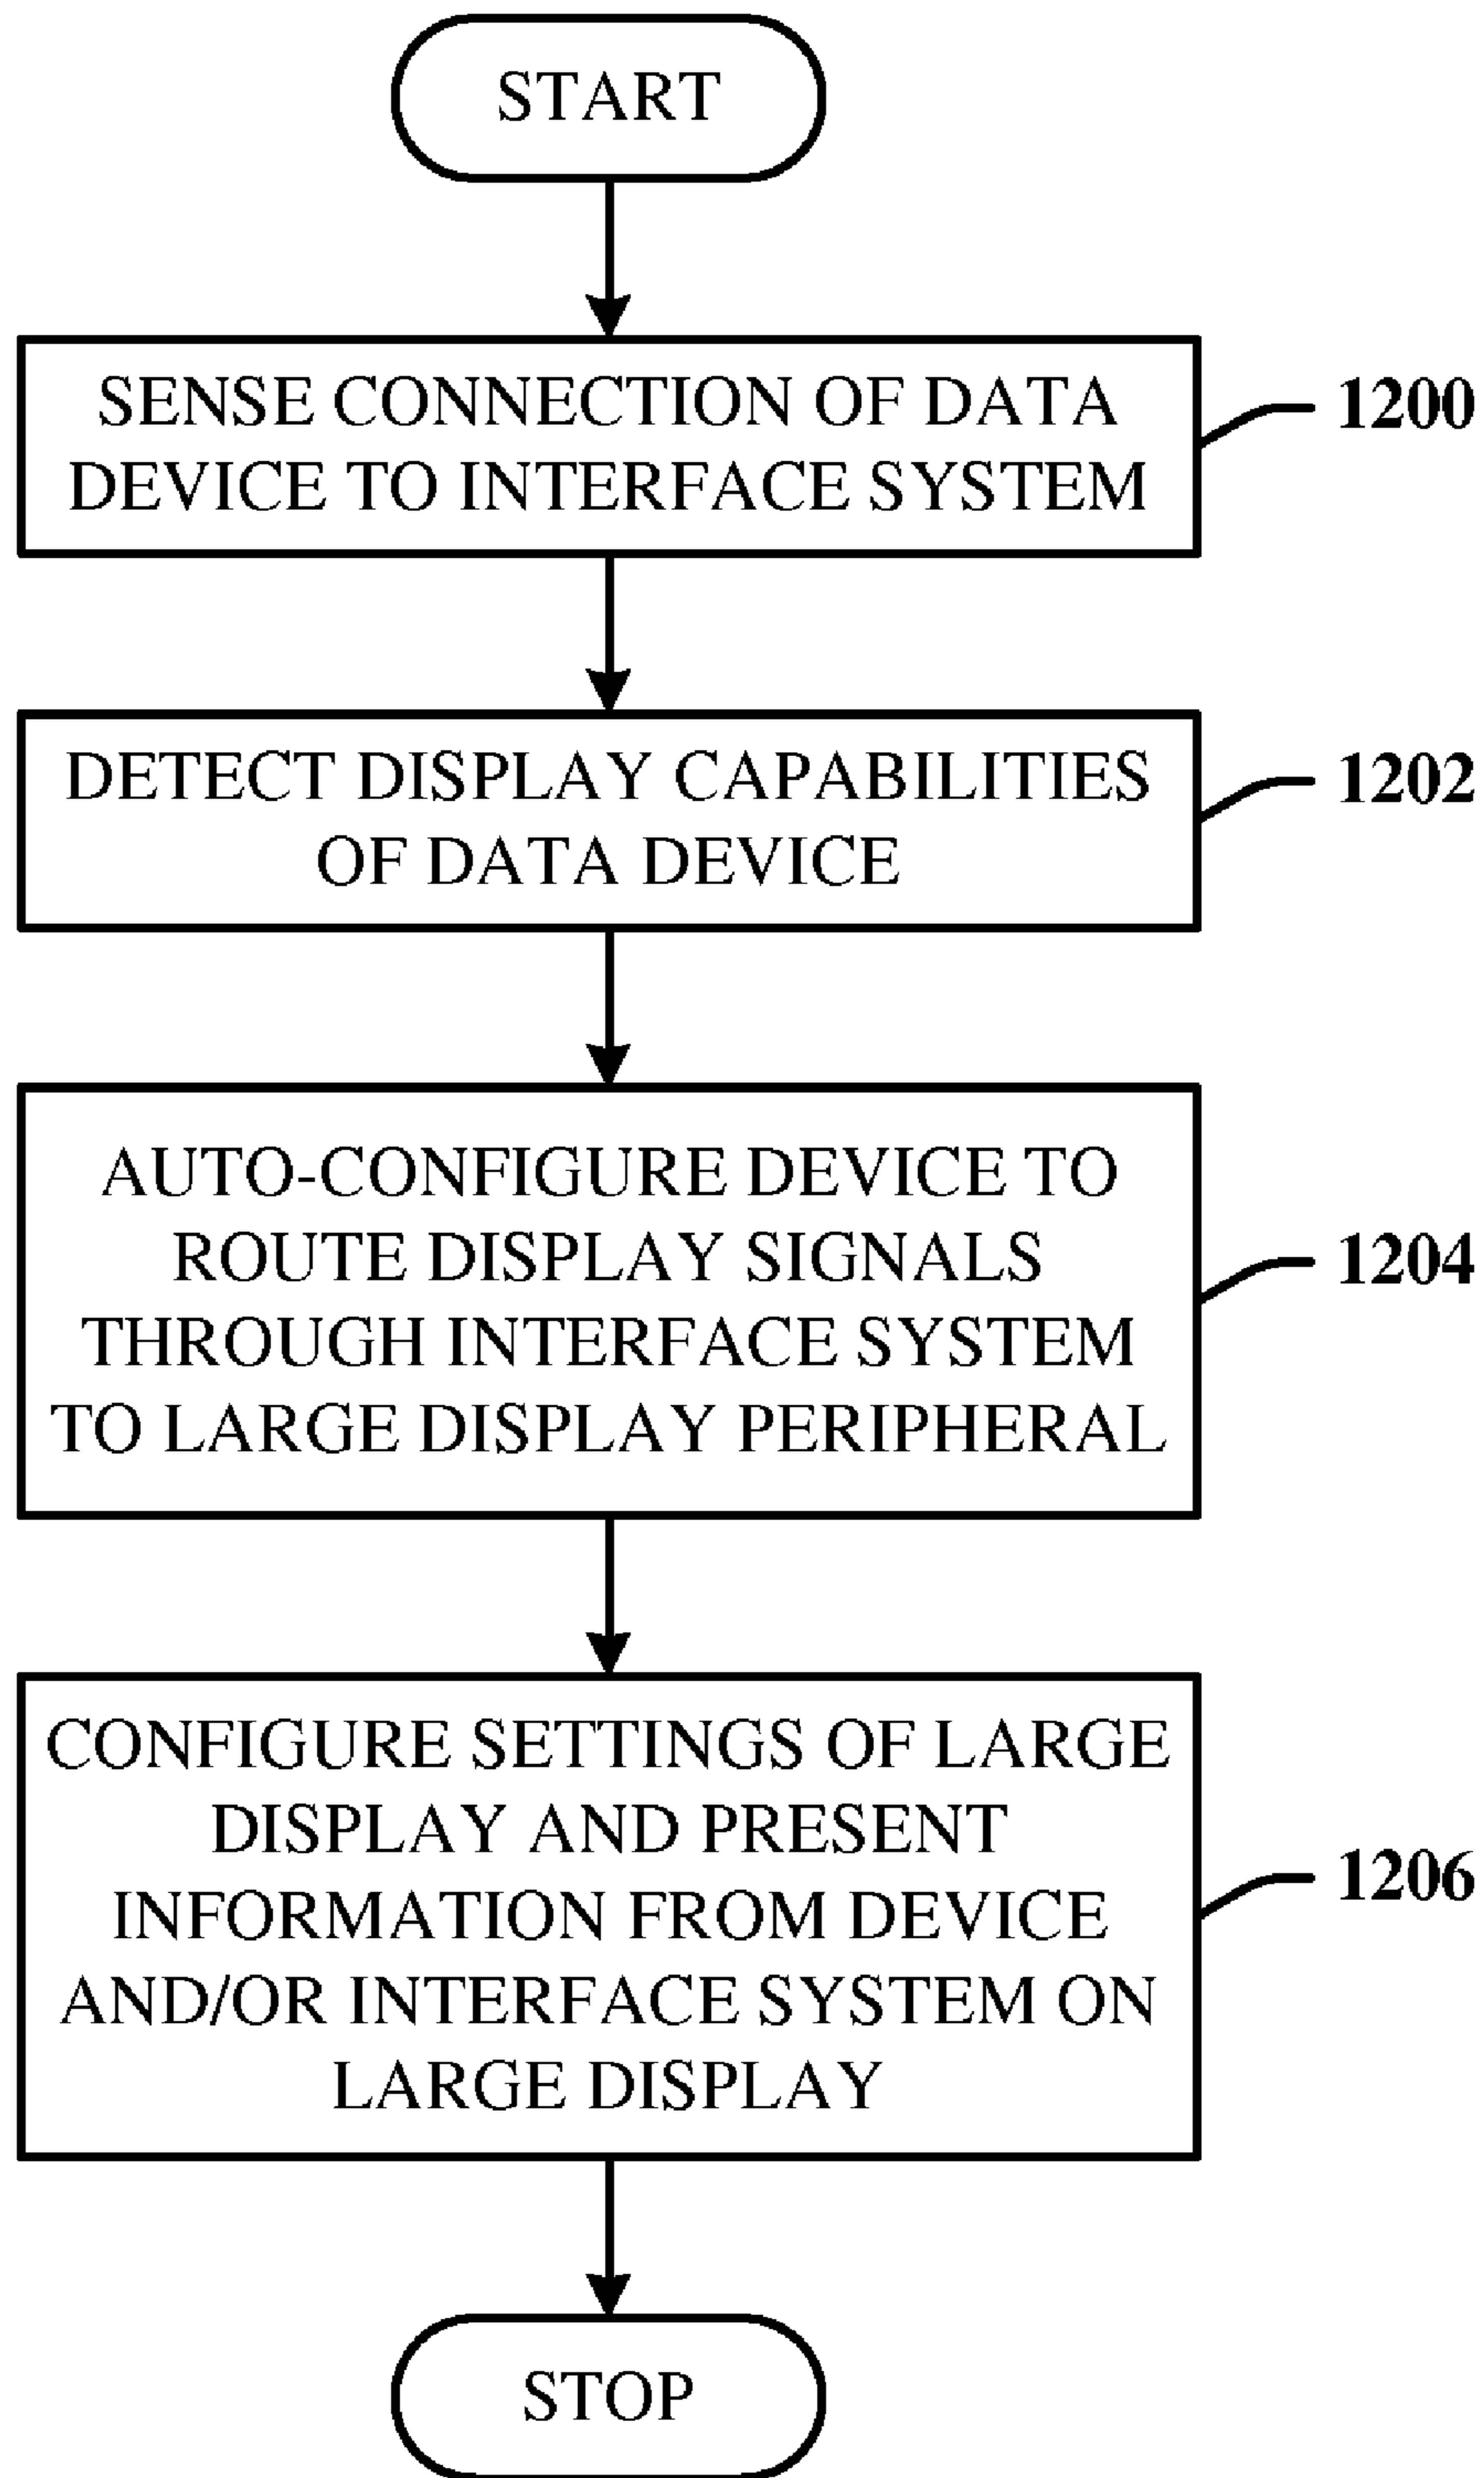 START
SENSE CONNECTION OF DATA
DEVICE TO INTERFACE SYSTEM
1200
DETECT DISPLAY CAPABILITIES
OF DATA DEVICE
1202
AUTO-CONFIGURE DEVICE TO
ROUTE DISPLAY SIGNALS
THROUGH INTERFACE SYSTEM
TO LARGE DISPLAY PERIPHERAL
1204
CONFIGURE SETTINGS OF LARGE
DISPLAY AND PRESENT
INFORMATION FROM DEVICE
AND/OR INTERFACE SYSTEM ON
LARGE DISPLAY
1206
STOP